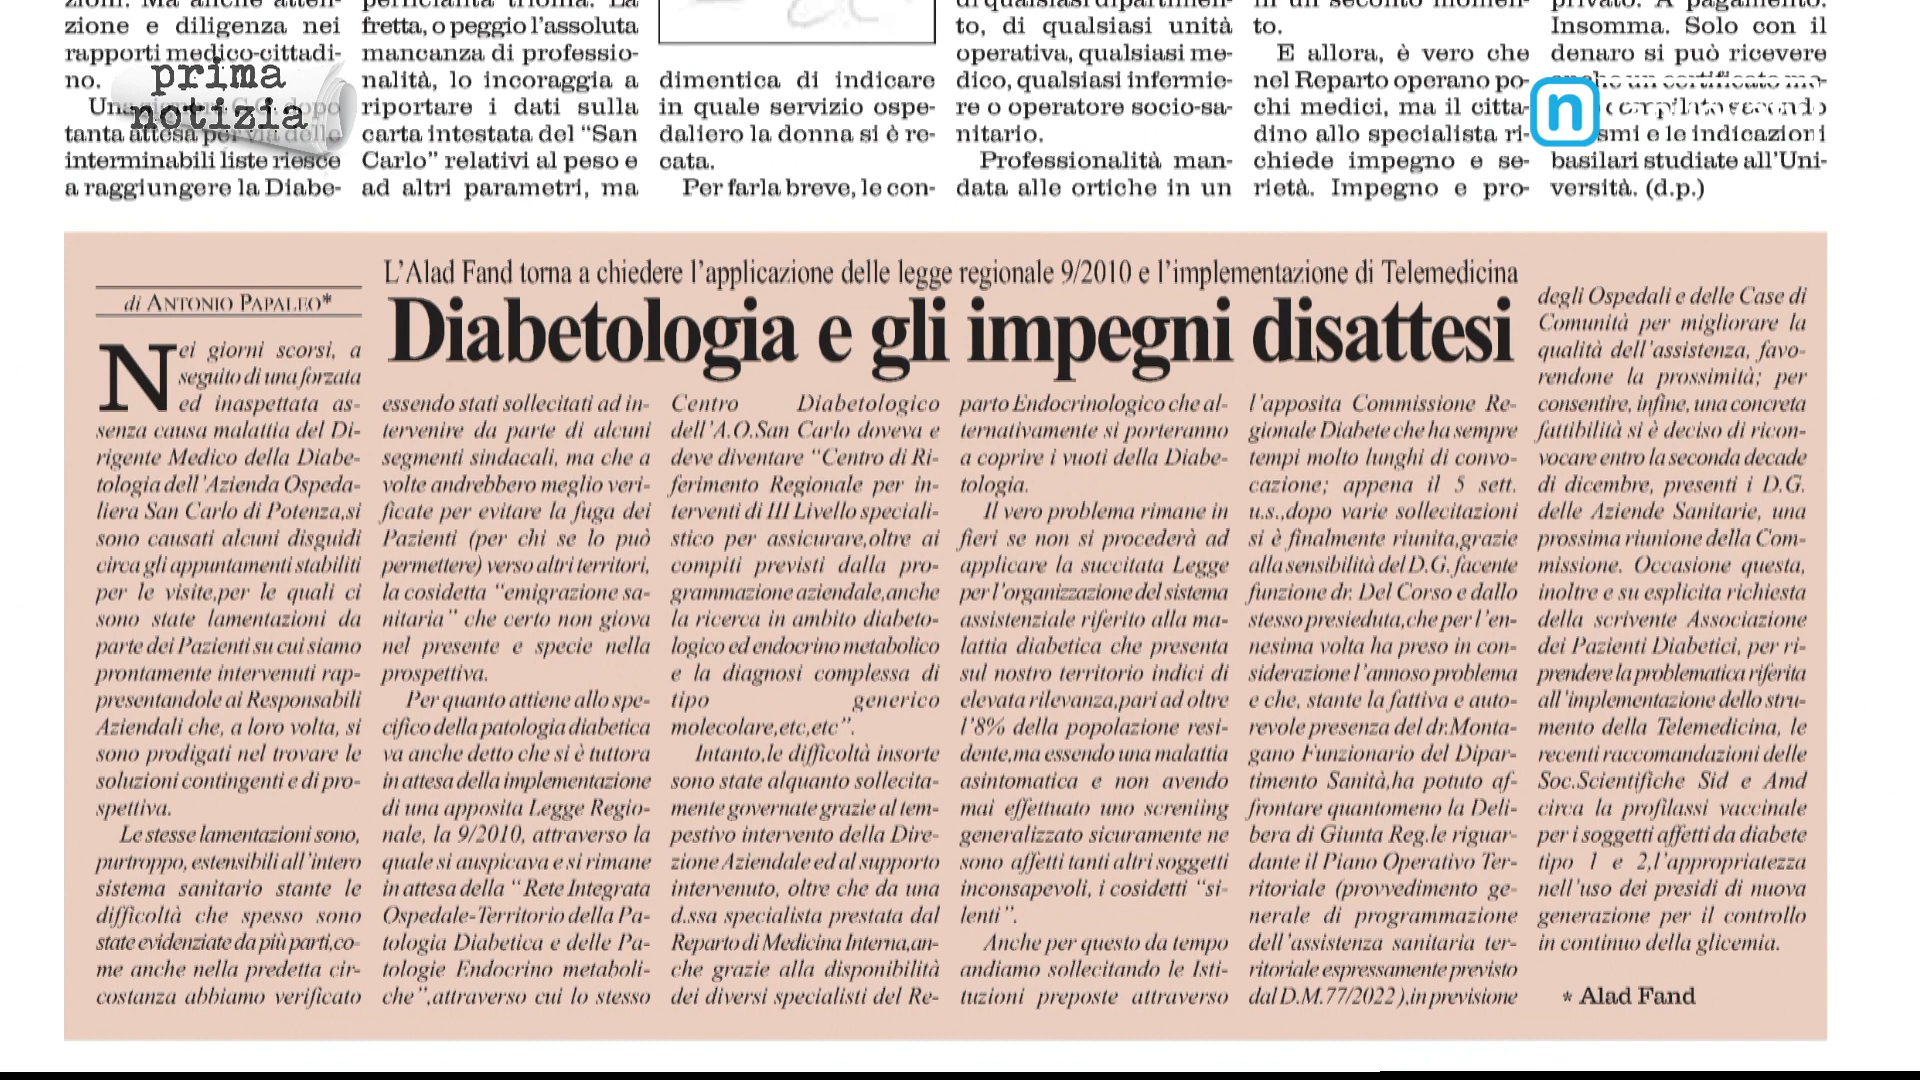 zione e diligenza nei
rapporti medico-cittadi-
no.
tanta attesa per via delle
interminabili liste riesce
a raggiungere la Diabe-
fretta, o peggio l'assoluta
mancanza di professio-
nalità, lo incoraggia a
riportare i dati sulla
carta intestata del “San
Carlo” relativi al peso e
ad altri parametri, ma
dimentica di indicare
in quale servizio ospe-
daliero la donna si è re-
cata.
Per farla breve, le con-
di qualsiasi dipartimen-
to, di qualsiasi unità
operativa, qualsiasi me-
dico, qualsiasi infermie-
re o operatore socio-sa-
nitario.
Professionalità man-
data alle ortiche in un
in un secondo momen-
to.
E allora, è vero che
nel Reparto operano po-
chi medici, ma il citta-
dino allo specialista ri-
chiede impegno e se-
rietà. Impegno e pro-
privato. A pagamento.
Insomma. Solo con il
denaro si può ricevere
anche un certificato me-
compilato secondo
smi e le indicazioni
basilari studiate all'Uni-
versità. (d.p.)
prima
notizia
n
L'Alad Fand torna a chiedere l'applicazione delle legge regionale 9/2010 e l'implementazione di Telemedicina
Diabetologia e gli impegni disattesi
di ANTONIO PAPALEO*
Nei giorni scorsi, a
seguito di una forzata
ed inaspettata as-
senza causa malattia del Di-
rigente Medico della Diabe-
tologia dell'Azienda Ospeda-
liera San Carlo di Potenza,si
sono causati alcuni disguidi
circa gli appuntamenti stabiliti
per le visite,per le quali ci
sono state lamentazioni da
parte dei Pazienti su cui siamo
prontamente intervenuti rap-
presentandole ai Responsabili
Aziendali che, a loro volta, si
sono prodigati nel trovare le
soluzioni contingenti e di pro-
spettiva.
Le stesse lamentazioni sono,
purtroppo, estensibili all'intero
sistema sanitario stante le
difficoltà che spesso sono
state evidenziate da più parti,co-
me anche nella predetta cir-
costanza abbiamo verificato
essendo stati sollecitati ad in-
tervenire da parte di alcuni
segmenti sindacali, ma che a
volte andrebbero meglio veri-
ficate per evitare la fuga dei
Pazienti (per chi se lo può
permettere) verso altri territori,
la cosidetta “emigrazione sa-
nitaria” che certo non giova
nel presente e specie nella
prospettiva.
Per quanto attiene allo spe-
cifico della patologia diabetica
va anche detto che si è tuttora
in attesa della implementazione
di una apposita Legge Regio-
nale, la 9/2010, attraverso la
quale si auspicava e si rimane
in attesa della “Rete Integrata
Ospedale-Territorio della Pa-
tologia Diabetica e delle Pa-
tologie Endocrino metaboli-
che”,attraverso cui lo stesso
Centro Diabetologico
dell'A.O.San Carlo doveva e
deve diventare “Centro di Ri-
ferimento Regionale per in-
terventi di III Livello speciali-
stico per assicurare,oltre ai
compiti previsti dalla pro-
grammazione aziendale,anche
la ricerca in ambito diabeto-
logico ed endocrino metabolico
e la diagnosi complessa di
tipo generico
molecolare,etc,etc”.
Intanto,le difficoltà insorte
sono state alquanto sollecita-
mente governate grazie al tem-
pestivo intervento della Dire-
zione Aziendale ed al supporto
intervenuto, oltre che da una
d.ssa specialista prestata dal
Reparto di Medicina Interna,an-
che grazie alla disponibilità
dei diversi specialisti del Re-
parto Endocrinologico che al-
ternativamente si porteranno
a coprire i vuoti della Diabe-
tologia.
Il vero problema rimane in
fieri se non si procederà ad
applicare la succitata Legge
per l'organizzazione del sistema
assistenziale riferito alla ma-
lattia diabetica che presenta
sul nostro territorio indici di
elevata rilevanza,pari ad oltre
l'8% della popolazione resi-
dente,ma essendo una malattia
asintomatica e non avendo
mai effettuato uno screniing
generalizzato sicuramente ne
sono affetti tanti altri soggetti
inconsapevoli, i cosidetti “si-
lenti”.
Anche per questo da tempo
andiamo sollecitando le Isti-
tuzioni preposte attraverso
l'apposita Commissione Re-
gionale Diabete che ha sempre
tempi molto lunghi di convo-
cazione; appena il 5 sett.
u.s.,dopo varie sollecitazioni
si è finalmente riunita,grazie
alla sensibilità del D.G. facente
funzione dr. Del Corso e dallo
stesso presieduta,che per l'en-
nesima volta ha preso in con-
siderazione l'annoso problema
e che, stante la fattiva e auto-
revole presenza del dr.Monta-
gano Funzionario del Dipar-
timento Sanità,ha potuto af-
frontare quantomeno la Deli-
bera di Giunta Reg.le riguar-
dante il Piano Operativo Ter-
ritoriale (provvedimento ge-
nerale di programmazione
dell'assistenza sanitaria ter-
ritoriale espressamente previsto
dal D.M.77/2022 ),in previsione
degli Ospedali e delle Case di
Comunità per migliorare la
qualità dell'assistenza, favo-
rendone la prossimità; per
consentire, infine, una concreta
fattibilità si è deciso di ricon-
vocare entro la seconda decade
di dicembre, presenti i D.G.
delle Aziende Sanitarie, una
prossima riunione della Com-
missione. Occasione questa,
inoltre e su esplicita richiesta
della scrivente Associazione
dei Pazienti Diabetici, per ri-
prendere la problematica riferita
all'implementazione dello stru-
mento della Telemedicina, le
recenti raccomandazioni delle
Soc.Scientifiche Sid e Amd
circa la profilassi vaccinale
per i soggetti affetti da diabete
tipo 1 e 2,l'appropriatezza
nell'uso dei presidi di nuova
generazione per il controllo
in continuo della glicemia.
* Alad Fand